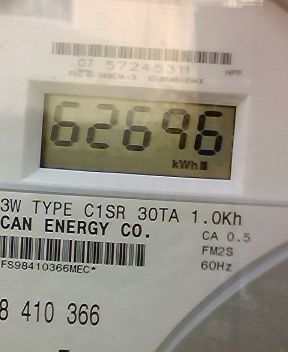 07 57245311 HPP
62696
kWh
3W TYPE C1SR 30TA 1.0Kh
CAN ENERGY CO.
CA 0.5
FM2S
FS98410366MEC*
60Hz
8 410 366